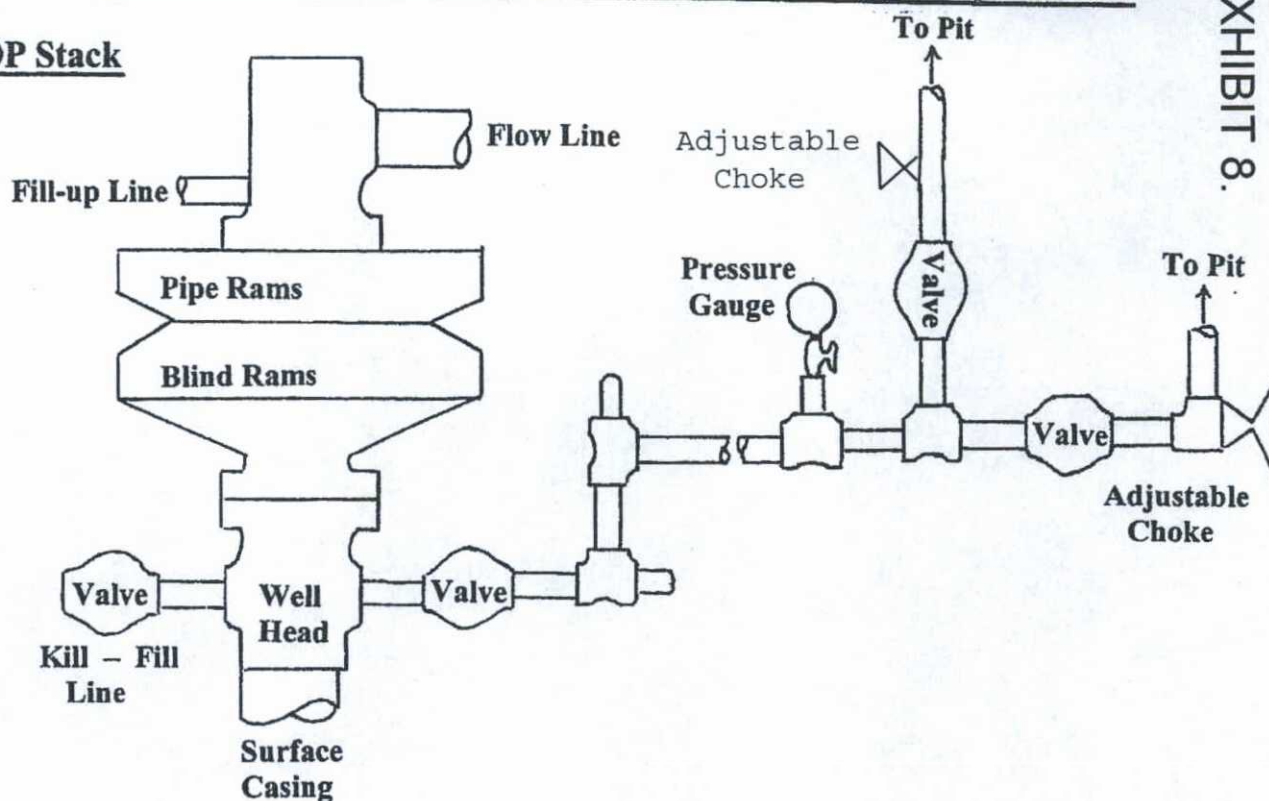 OP Stack
To Pit
XHIBIT 8.
Flow Line
Adjustable
Choke
Fill-up Line
Pressure
Gauge
Valve
To Pit
Pipe Rams
Blind Rams
Valve
Adjustable
Choke
Valve
Well
Head
Valve
Kill – Fill
Line
Surface
Casing